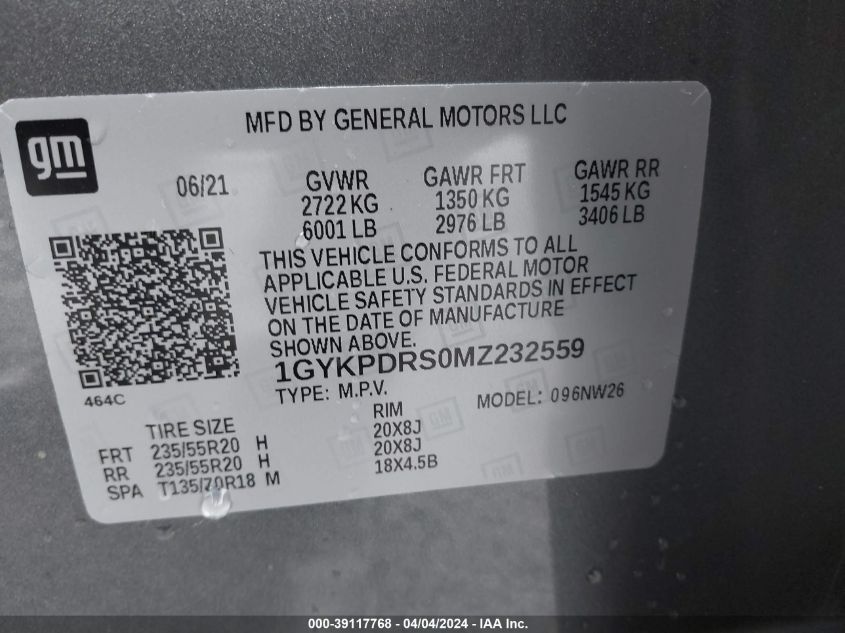 MFD BY GENERAL MOTORS LLC
gm
06/21 GVWR GAWR FRT GAWR RR
2722 KG 1350 KG 1545 KG
6001 LB 2976 LB 3406 LB
THIS VEHICLE CONFORMS TO ALL
APPLICABLE U.S. FEDERAL MOTOR
VEHICLE SAFETY STANDARDS IN EFFECT
ON THE DATE OF MANUFACTURE
SHOWN ABOVE.
1GYKPDRS0MZ232559
464C
TYPE: M.P.V. MODEL: 096NW26
TIRE SIZE RIM
FRT 235/55R20 H 20X8J
RR 235/55R20 H 20X8J
SPA T135/70R18 M 18X4.5B
000-39117768 - 04/04/2024 - IAA Inc.